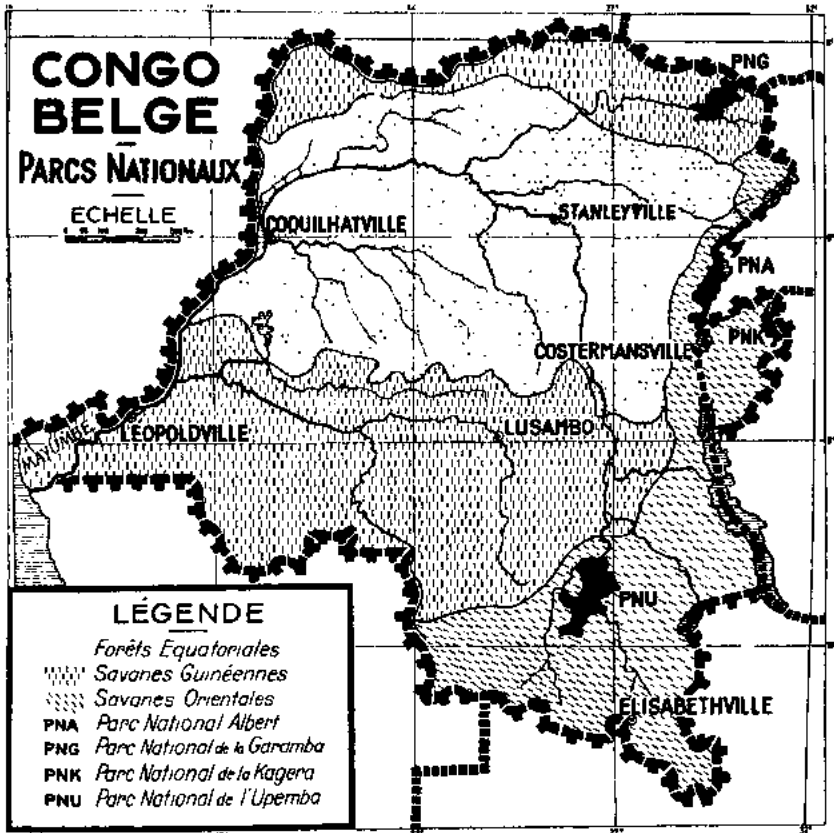 CONGO
BELGE
PARCS NATIONAUX
ECHELLE
PNG
COQUILHATVILLE
STANLEYVILLE
PNA
PNK
COSTERMANSVILLE
LEOPOLDVILLE
LUSAMBO
MAYUMBE
PNU
ELISABETHVILLE
LÉGENDE
Forêts Equatoriales
Savanes Guinéennes
Savanes Orientales
PNA Parc National Albert
PNG Parc National de la Garamba
PNK Parc National de la Kagera
PNU Parc National de l'Upemba